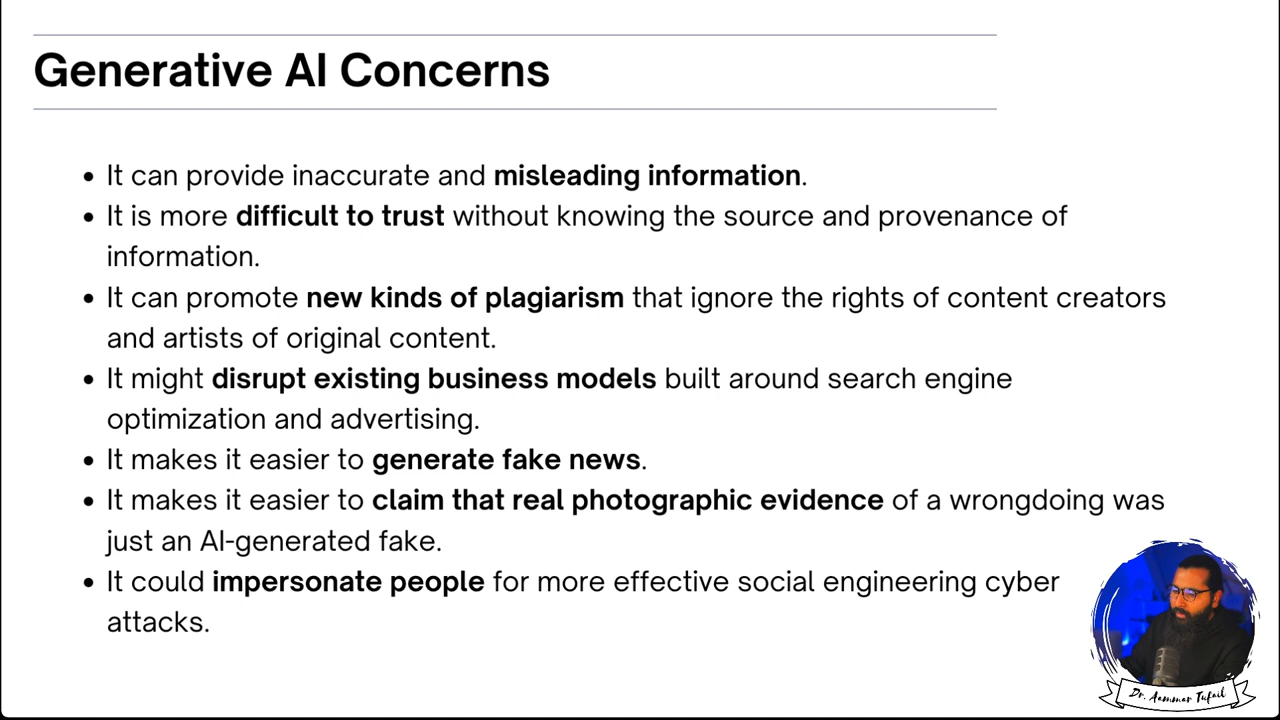 Generative AI Concerns
• It can provide inaccurate and misleading information.
• It is more difficult to trust without knowing the source and provenance of
information.
• It can promote new kinds of plagiarism that ignore the rights of content creators
and artists of original content.
• It might disrupt existing business models built around search engine
optimization and advertising.
• It makes it easier to generate fake news.
• It makes it easier to claim that real photographic evidence of a wrongdoing was
just an AI-generated fake.
• It could impersonate people for more effective social engineering cyber
attacks.
Dr. Aammar Tufail